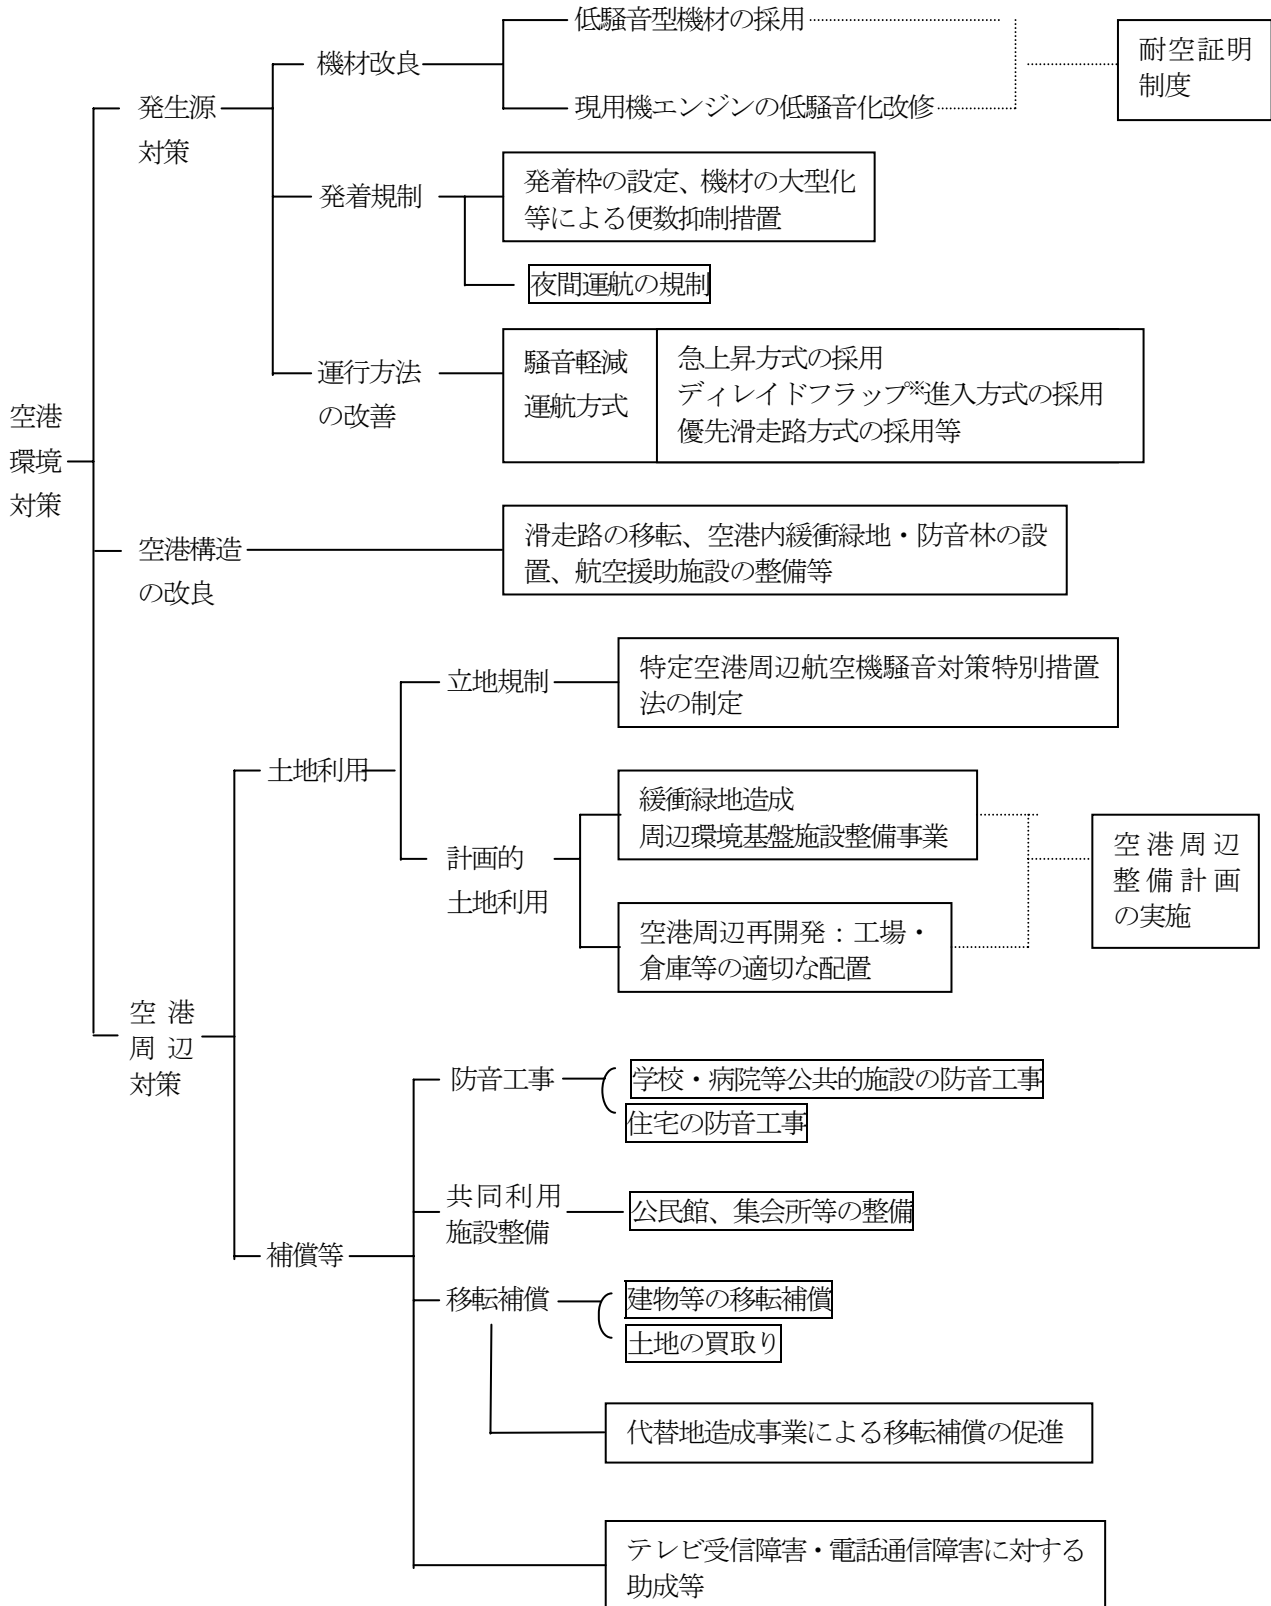 低騒音型機材の採用
機材改良
耐空証明
制度
発生源
対策
現用機エンジンの低騒音化改修
発着規制
発着枠の設定、機材の大型化
等による便数抑制措置
夜間運航の規制
運行方法
の改善
騒音軽減
運航方式
急上昇方式の採用
ディレイドフラップ※進入方式の採用
優先滑走路方式の採用等
空港
環境
対策
空港構造
の改良
滑走路の移転、空港内緩衝緑地・防音林の設
置、航空援助施設の整備等
立地規制
特定空港周辺航空機騒音対策特別措置
法の制定
土地利用
計画的
土地利用
緩衝緑地造成
周辺環境基盤施設整備事業
空港周辺再開発：工場・
倉庫等の適切な配置
空港周辺
整備計画
の実施
空港
周辺
対策
防音工事
学校・病院等公共的施設の防音工事
住宅の防音工事
共同利用
施設整備
公民館、集会所等の整備
補償等
移転補償
建物等の移転補償
土地の買取り
代替地造成事業による移転補償の促進
テレビ受信障害・電話通信障害に対する
助成等